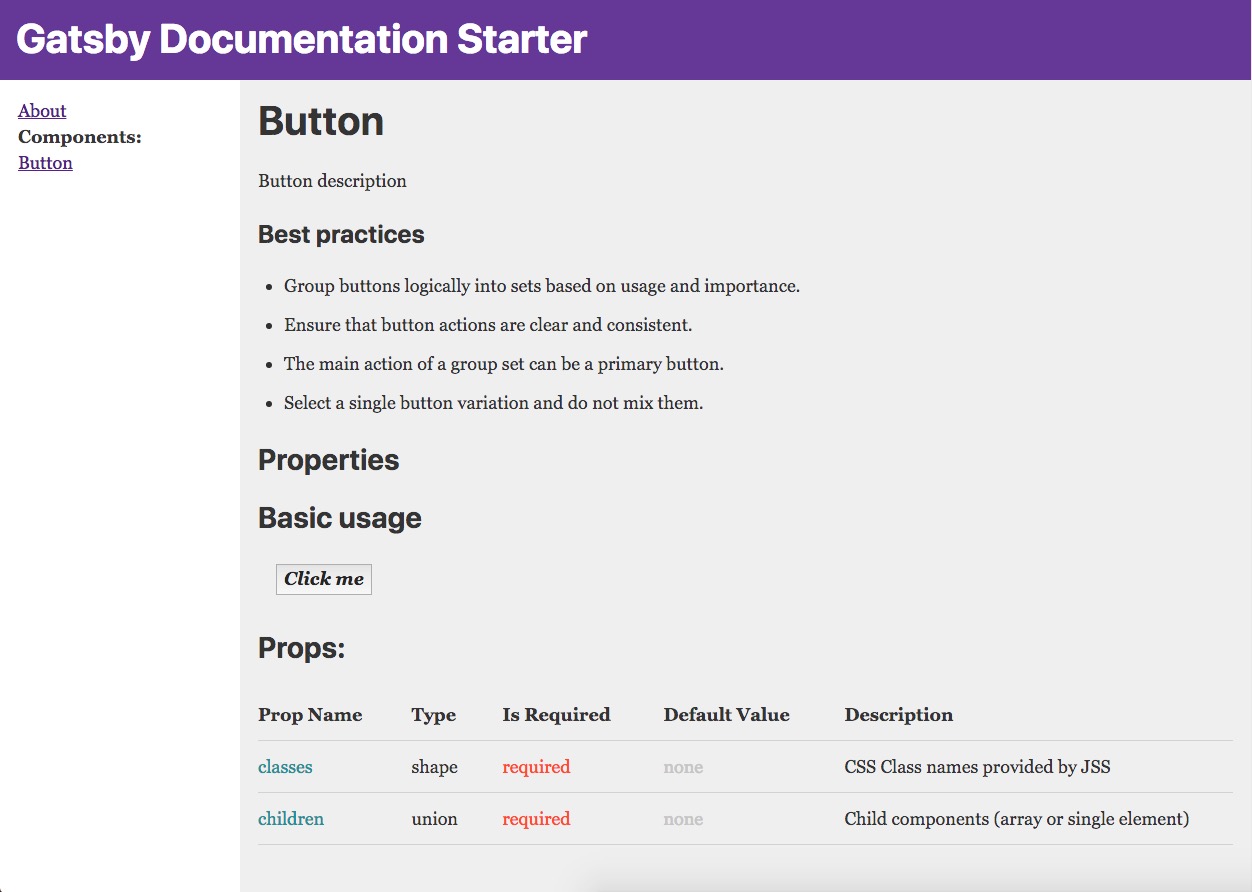 Gatsby Documentation Starter
About
Components:
Button
Button
Button description
Best practices
Group buttons logically into sets based on usage and importance.
Ensure that button actions are clear and consistent.
The main action of a group set can be a primary button.
Select a single button variation and do not mix them.
Properties
Basic usage
Click me
Props:
Prop Name Type Is Required Default Value Description
classes shape required none CSS Class names provided by JSS
children union required none Child components (array or single element)